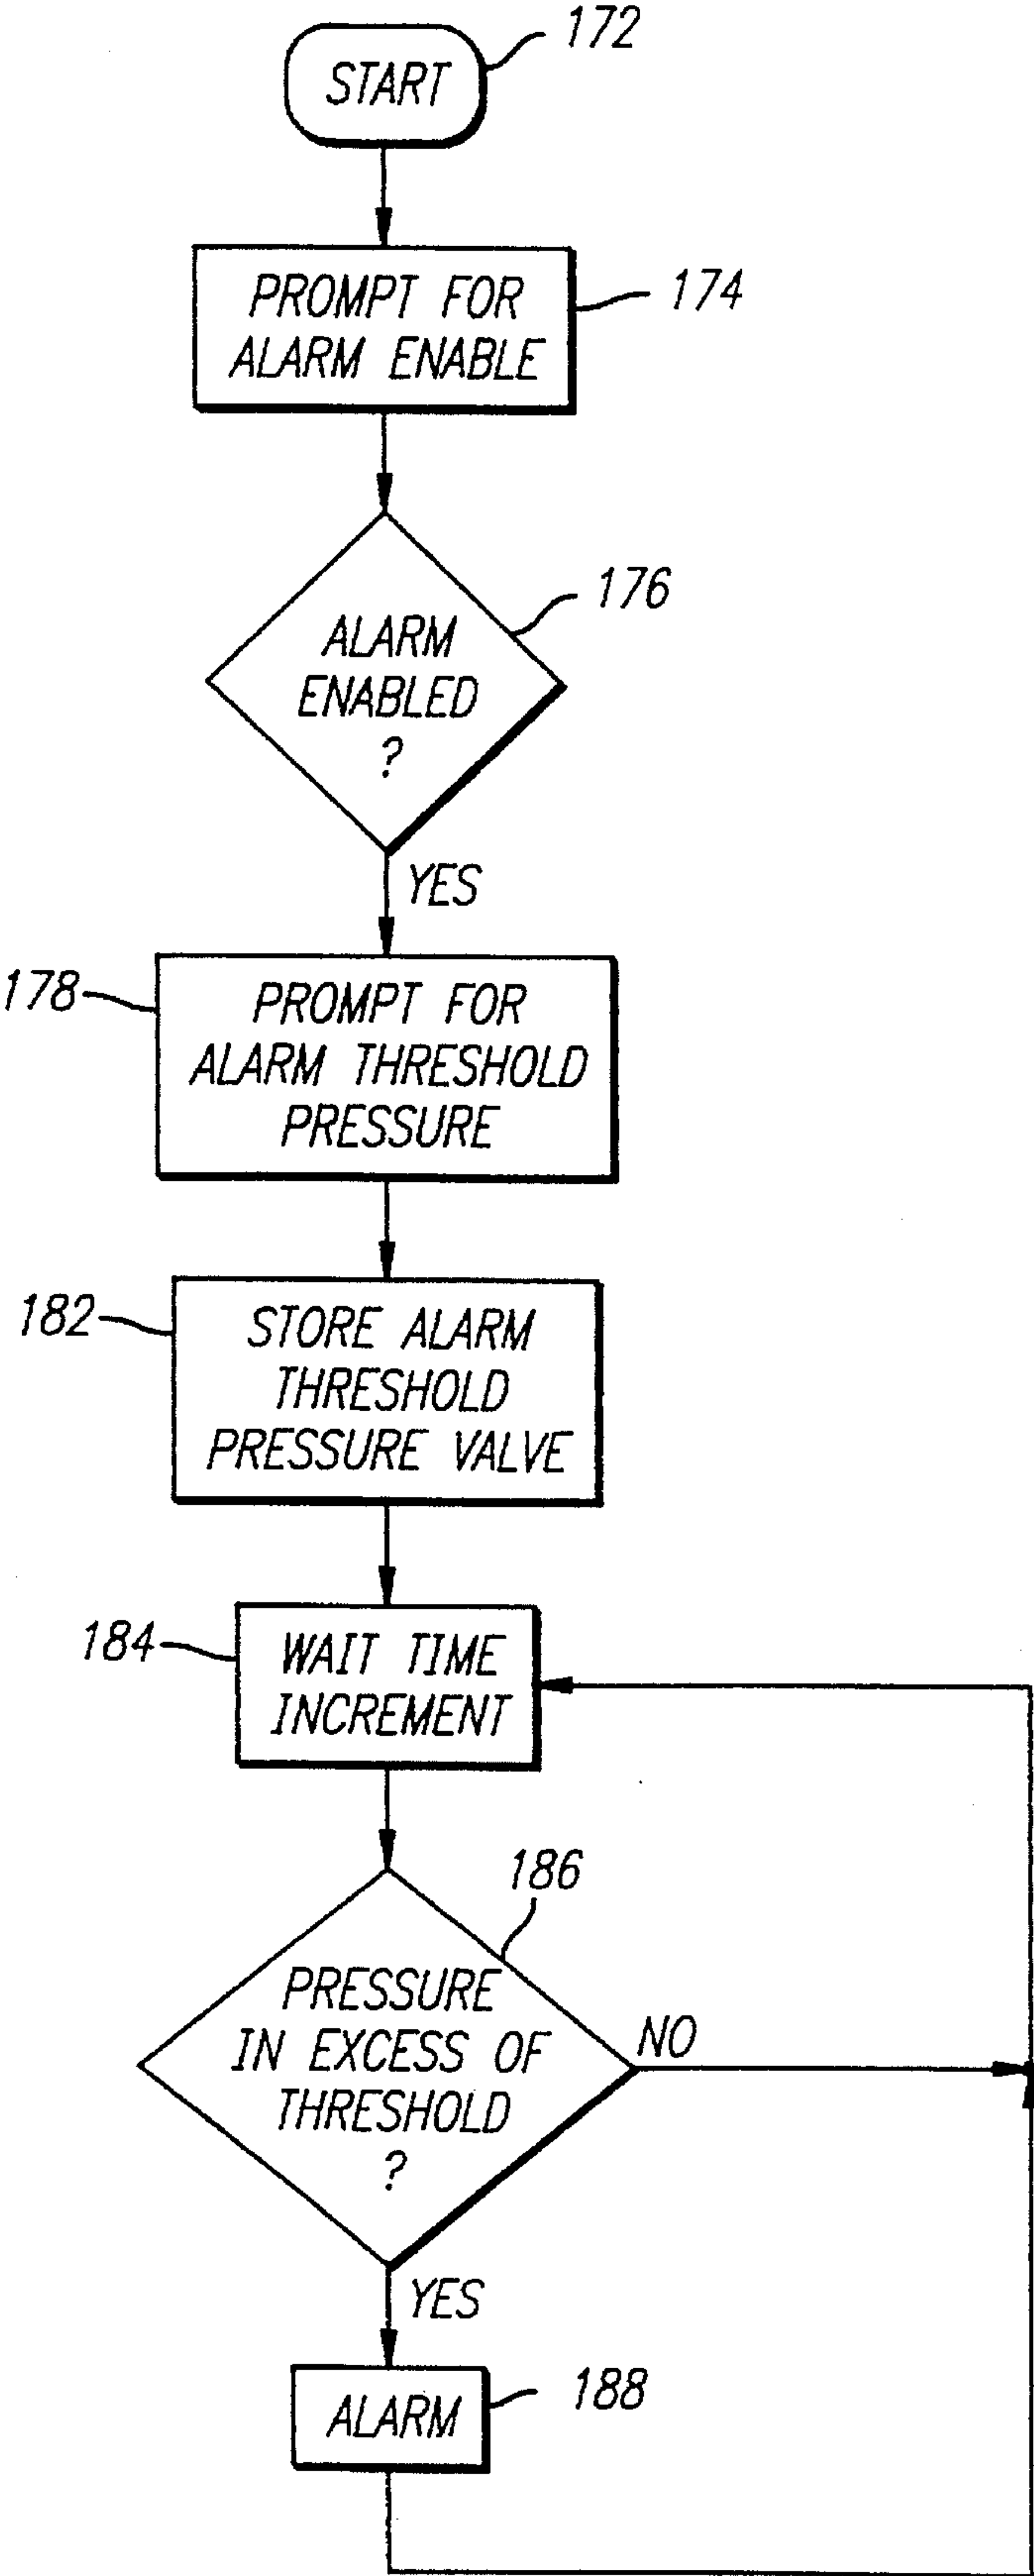 START
172
PROMPT FOR
ALARM ENABLE
174
ALARM
ENABLED
?
176
YES
178
PROMPT FOR
ALARM THRESHOLD
PRESSURE
182
STORE ALARM
THRESHOLD
PRESSURE VALVE
184
WAIT TIME
INCREMENT
186
PRESSURE
IN EXCESS OF
THRESHOLD
?
NO
YES
ALARM
188